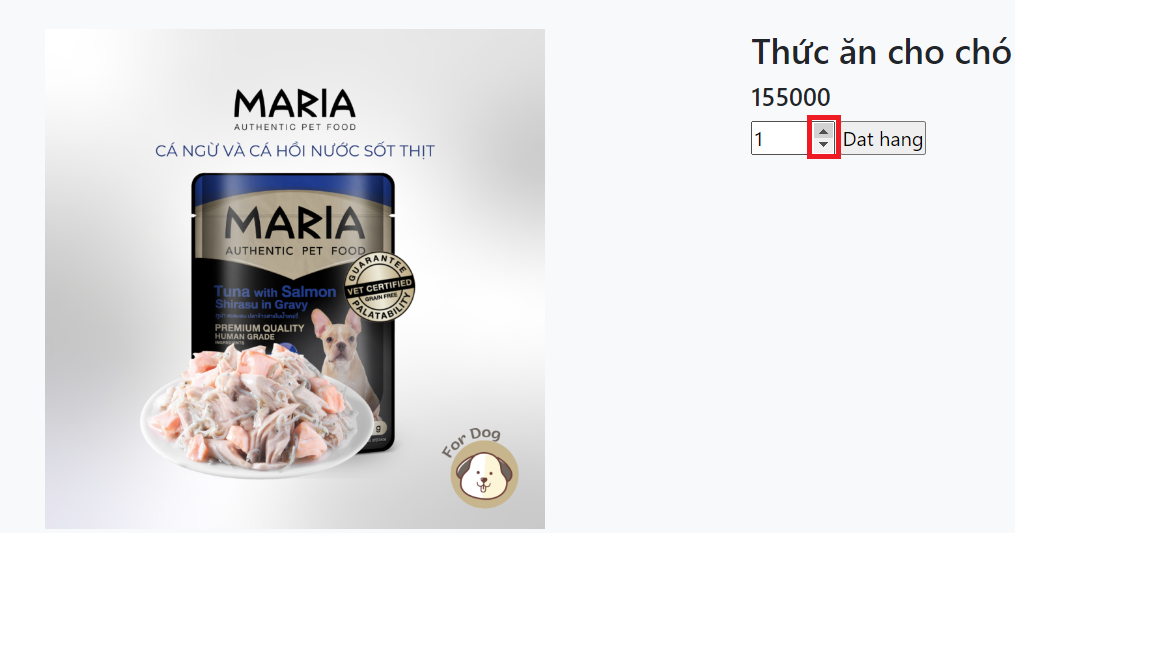 MARIA
AUTHENTIC PET FOOD
CÁ NGỪ VÀ CÁ HỒI NƯỚC SỐT THỊT
MARIA
AUTHENTIC PET FOOD
GUARANTEE
VET CERTIFIED
GRAIN FREE
PALATABILITY
Tuna with Salmon
Shirasu in Gravy
PREMIUM QUALITY
HUMAN GRADE
INGREDIENTS
g
For Dog
Thức ăn cho chó
155000
1
Dat hang